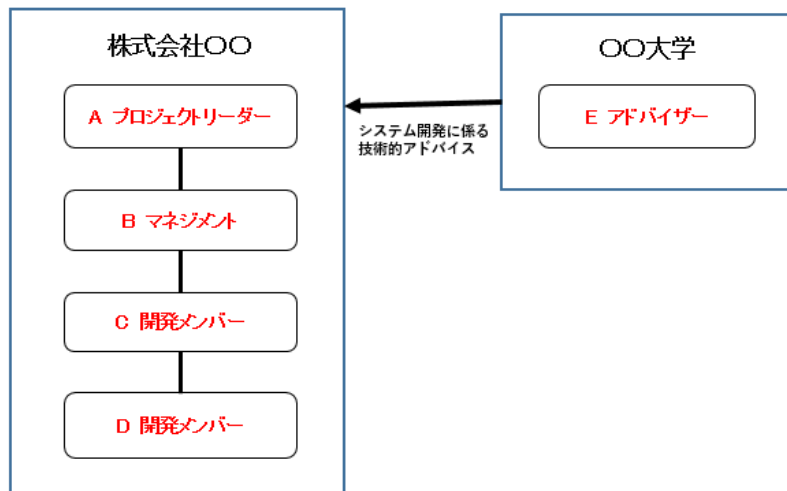 株式会社〇〇
A プロジェクトリーダー
B マネジメント
C 開発メンバー
D 開発メンバー
システム開発に係る
技術的アドバイス
〇〇大学
E アドバイザー